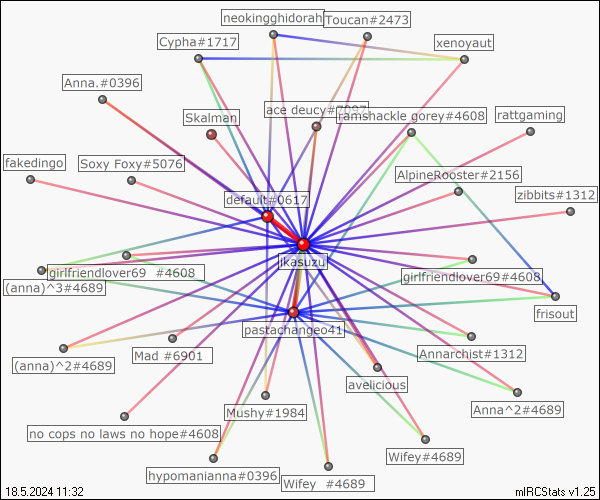 neokingghidorah
Toucan#2473
Cypha#1717
xenoyaut
Anna.#0396
ace deucy#7097
Skalman
ramshackle gorey#4608
rattgaming
fakedingo
Soxy Foxy#5076
AlpineRooster#2156
zibbits#1312
default#0617
jkasuzu
girlfriendlover69 #4608
girlfriendlover69#4608
(anna)^3#4689
frisout
pastachangeo41
Annarchist#1312
(anna)^2#4689
Mad #6901
avelicious
Mushy#1984
Anna^2#4689
no cops no laws no hope#4608
Wifey#4689
hypomanianna#0396
Wifey #4689
18.5.2024 11:32
mIRCStats v1.25